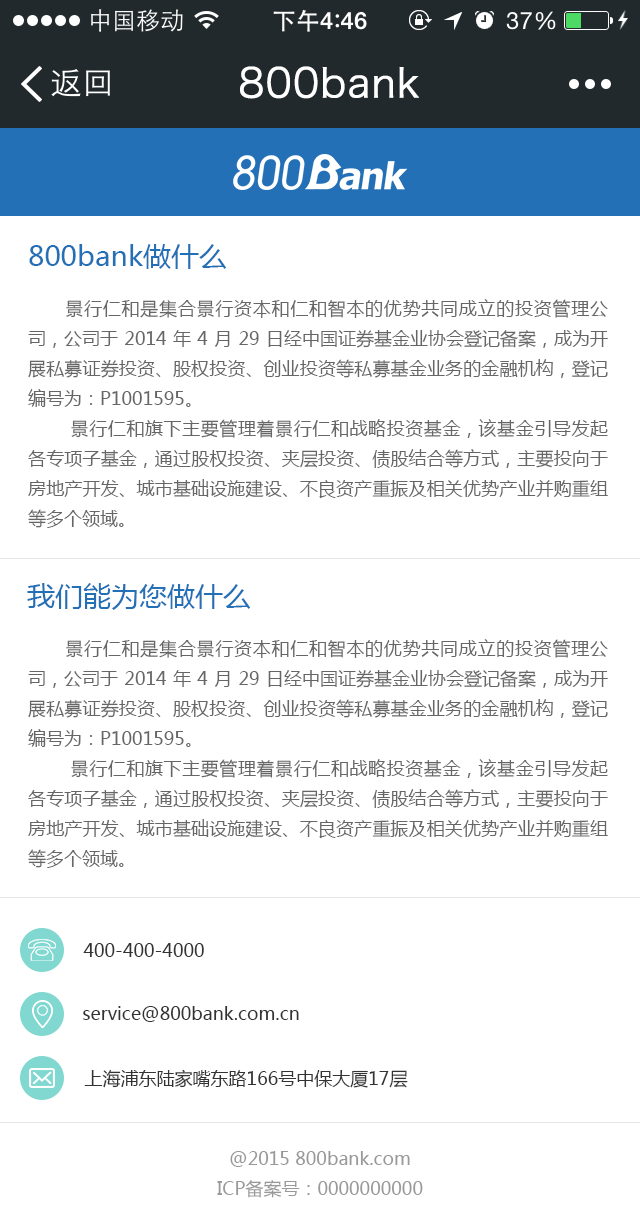 中国移动 下午4:46 37%
返回 800bank
800Bank
800bank做什么
景行仁和是集合景行资本和仁和智本的优势共同成立的投资管理公
司，公司于 2014 年 4 月 29 日经中国证券基金业协会登记备案，成为开
展私募证券投资、股权投资、创业投资等私募基金业务的金融机构，登记
编号为：P1001595。
景行仁和旗下主要管理着景行仁和战略投资基金，该基金引导发起
各专项子基金，通过股权投资、夹层投资、债股结合等方式，主要投向于
房地产开发、城市基础设施建设、不良资产重振及相关优势产业并购重组
等多个领域。
我们能为您做什么
景行仁和是集合景行资本和仁和智本的优势共同成立的投资管理公
司，公司于 2014 年 4 月 29 日经中国证券基金业协会登记备案，成为开
展私募证券投资、股权投资、创业投资等私募基金业务的金融机构，登记
编号为：P1001595。
景行仁和旗下主要管理着景行仁和战略投资基金，该基金引导发起
各专项子基金，通过股权投资、夹层投资、债股结合等方式，主要投向于
房地产开发、城市基础设施建设、不良资产重振及相关优势产业并购重组
等多个领域。
400-400-4000
service@800bank.com.cn
上海浦东陆家嘴东路166号中保大厦17层
@2015 800bank.com
ICP备案号：0000000000